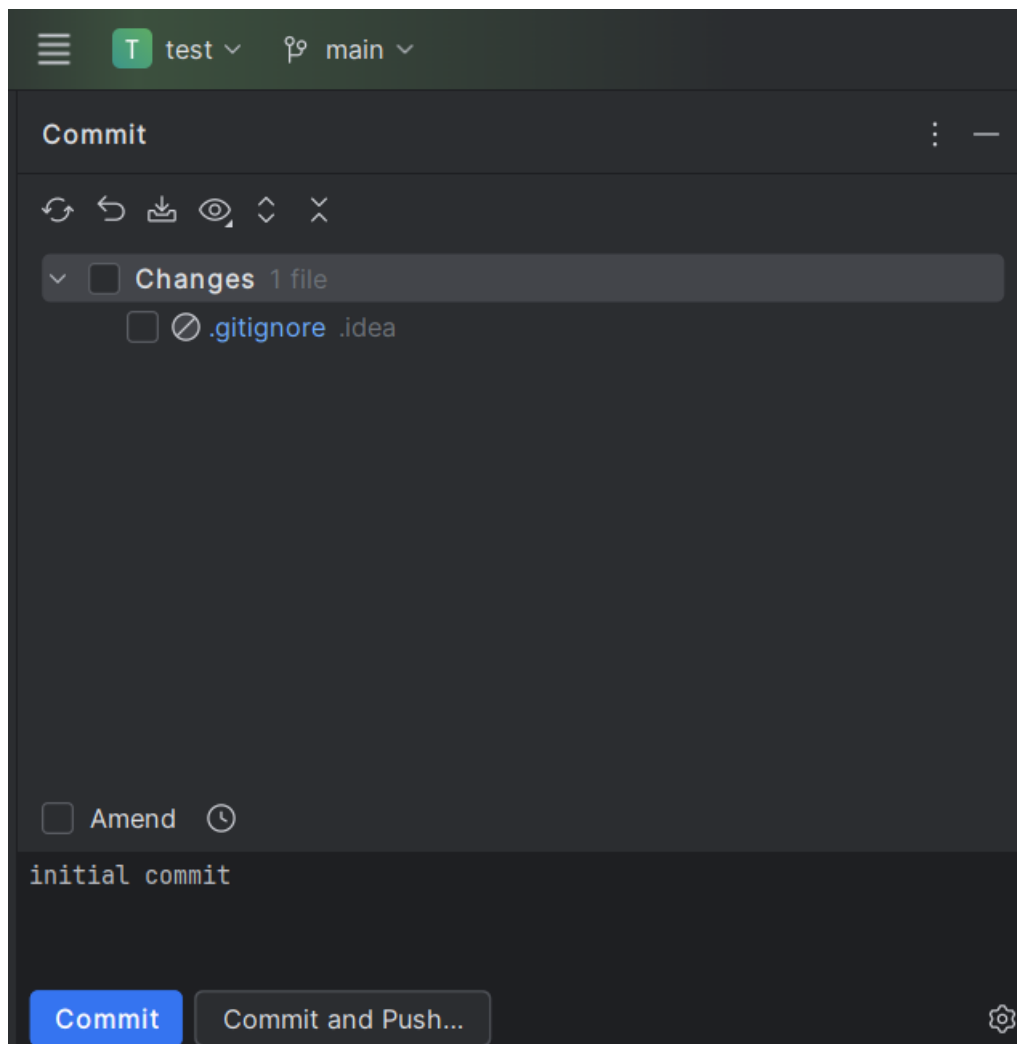 T test main
Commit
Changes 1 file
.gitignore .idea
Amend
initial commit
Commit Commit and Push...